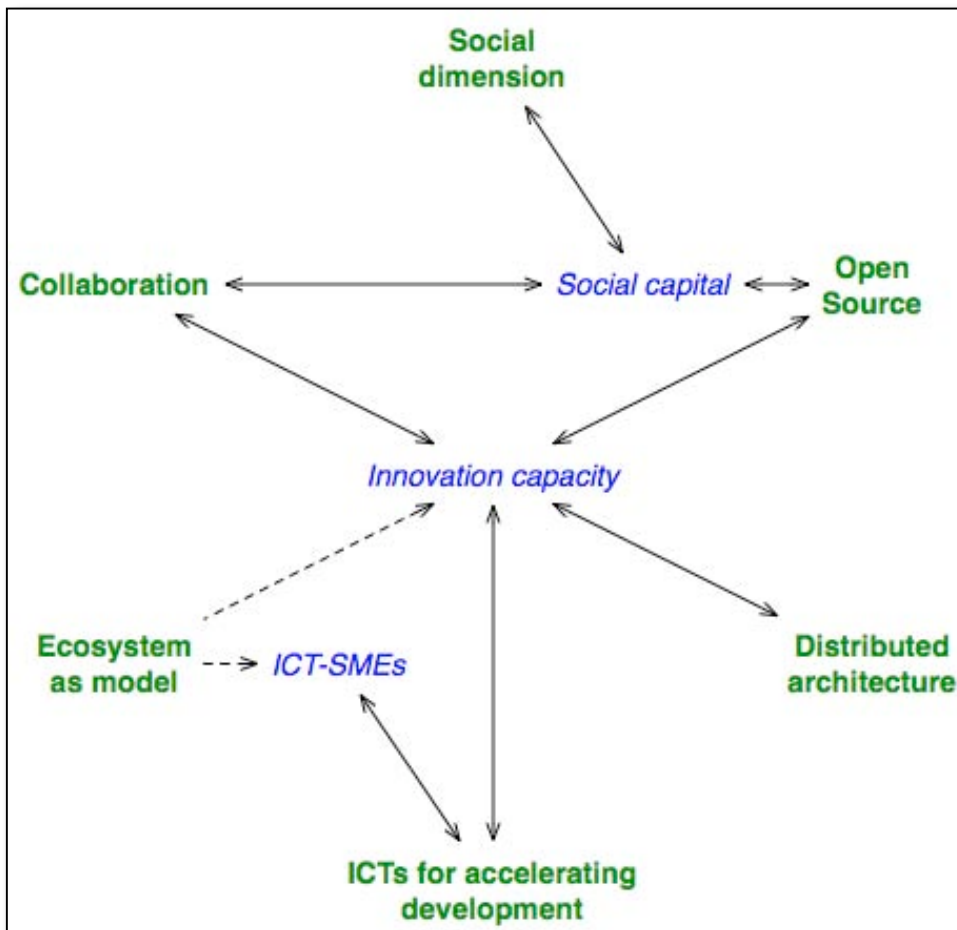 Social
dimension
Collaboration
Social capital
Open
Source
Innovation capacity
Ecosystem
as model
ICT-SMEs
Distributed
architecture
ICTs for accelerating
development